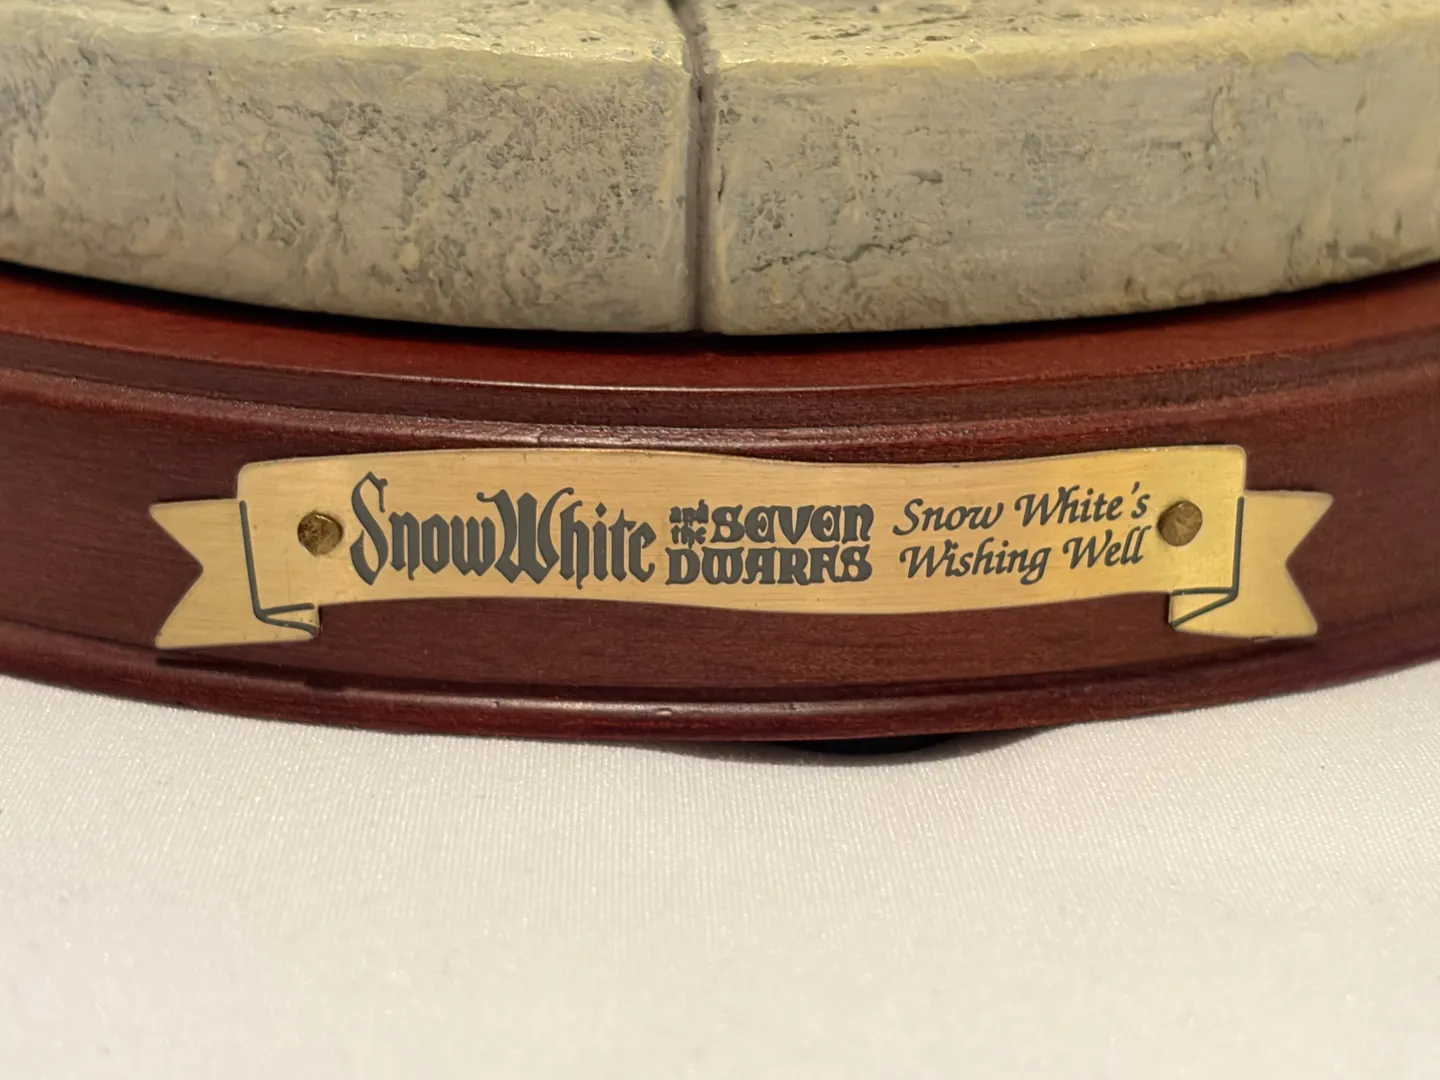 Snow White and the Seven Dwarfs
Snow White's
Wishing Well